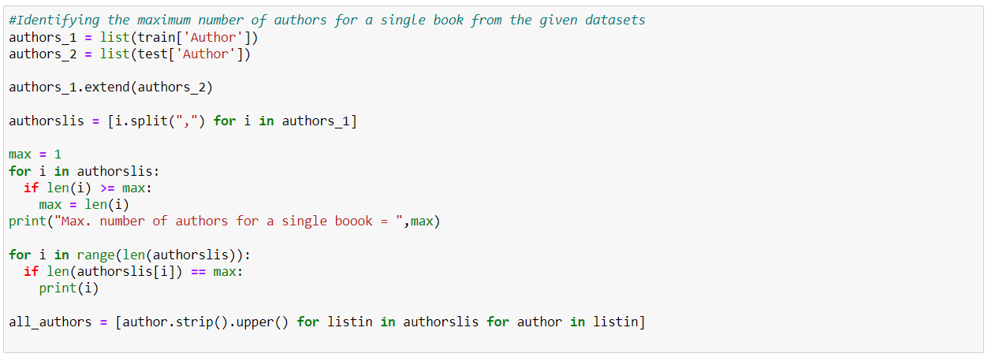 #Identifying the maximum number of authors for a single book from the given datasets
authors_1 = list(train['Author'])
authors_2 = list(test['Author'])
authors_1.extend(authors_2)
authorslis = [i.split(",") for i in authors_1]
max = 1
for i in authorslis:
  if len(i) >= max:
    max = len(i)
print("Max. number of authors for a single boook = ",max)
for i in range(len(authorslis)):
  if len(authorslis[i]) == max:
    print(i)
all_authors = [author.strip().upper() for listin in authorslis for author in listin]